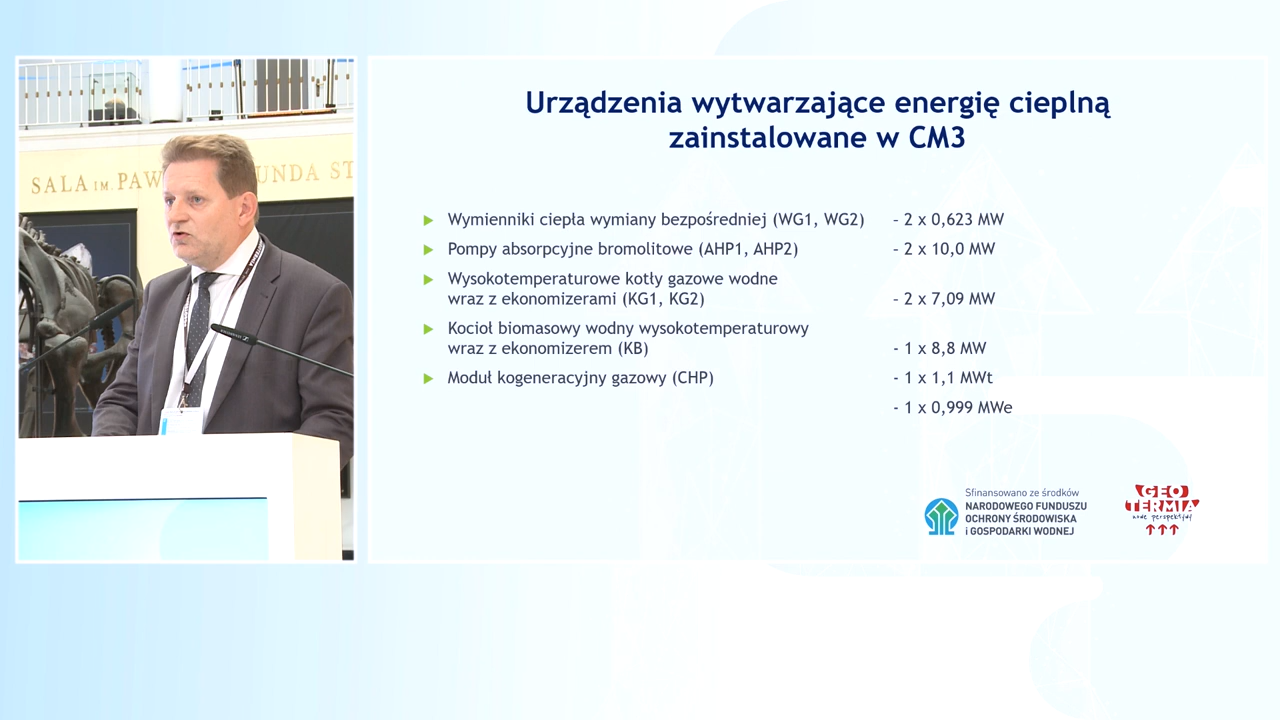 SALA IM. PAW
UNDA ST
Urządzenia wytwarzające energię cieplną
zainstalowane w CM3
Wymienniki ciepła wymiany bezpośredniej (WG1, WG2) - 2 x 0,623 MW
Pompy absorpcyjne bromolitowe (AHP1, AHP2) - 2 x 10,0 MW
Wysokotemperaturowe kotły gazowe wodne
wraz z ekonomizerami (KG1, KG2) - 2 x 7,09 MW
Kocioł biomasowy wodny wysokotemperaturowy
wraz z ekonomizerem (KB) - 1 x 8,8 MW
Moduł kogeneracyjny gazowy (CHP) - 1 x 1,1 MWt
- 1 x 0,999 MWe
Sfinansowano ze środków
NARODOWEGO FUNDUSZU
OCHRONY ŚRODOWISKA
i GOSPODARKI WODNEJ
GEO
TERMIA
nowe perspektywy